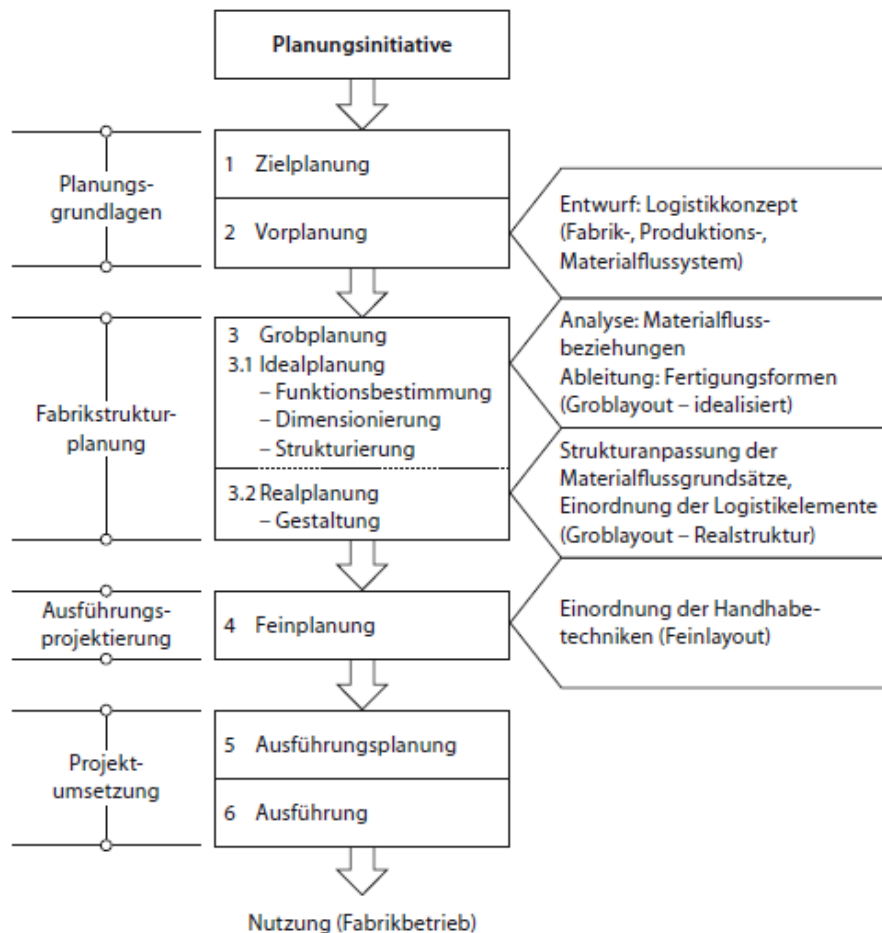 Planungsinitiative
Planungs-
grundlagen
1 Zielplanung
2 Vorplanung
Entwurf: Logistikkonzept
(Fabrik-, Produktions-,
Materialflusssystem)
Fabrikstruktur-
planung
3 Grobplanung
3.1 Idealplanung
– Funktionsbestimmung
– Dimensionierung
– Strukturierung
3.2 Realplanung
– Gestaltung
Analyse: Materialfluss-
beziehungen
Ableitung: Fertigungsformen
(Groblayout – idealisiert)
Strukturanpassung der
Materialflussgrundsätze,
Einordnung der Logistikelemente
(Groblayout – Realstruktur)
Ausführungs-
projektierung
4 Feinplanung
Einordnung der Handhabe-
techniken (Feinlayout)
Projekt-
umsetzung
5 Ausführungsplanung
6 Ausführung
Nutzung (Fabrikbetrieb)